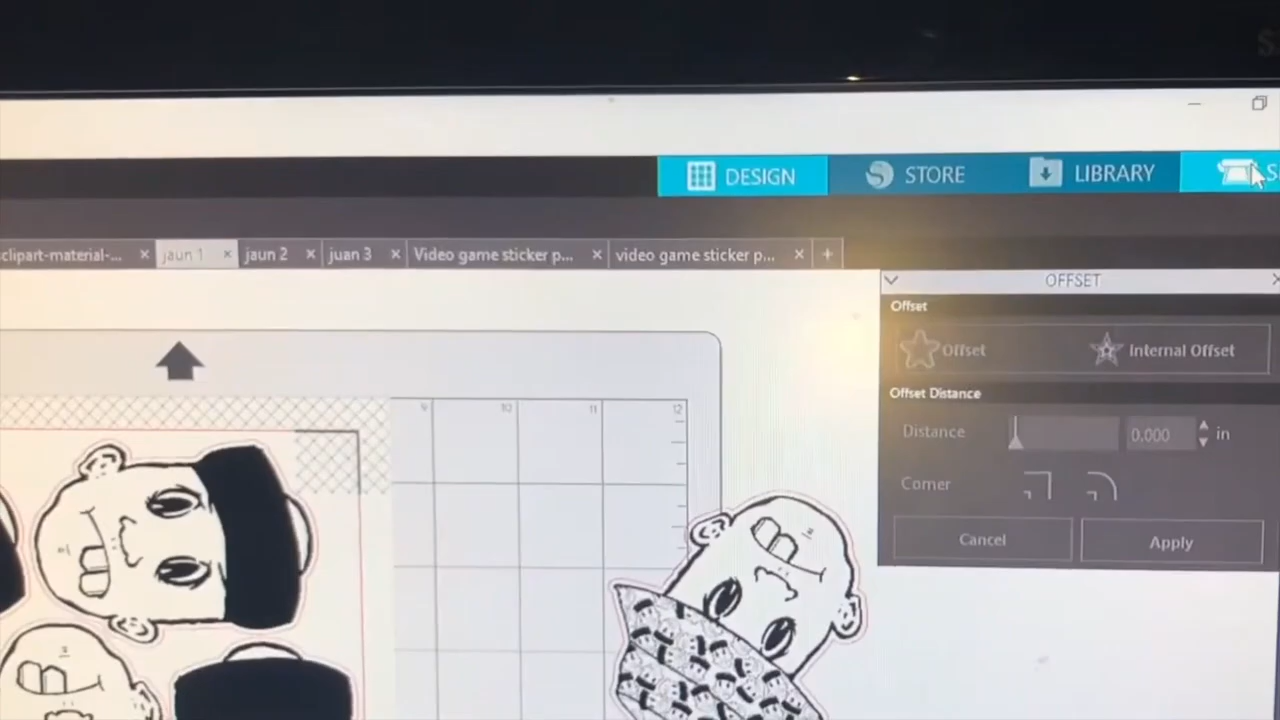 DESIGN STORE LIBRARY S
clipart-material-... jaun 1 jaun 2 juan 3 Video game sticker p... video game sticker p... +
OFFSET
Offset
Offset Internal Offset
Offset Distance
Distance 0.000 in
Corner
Cancel Apply
9 10 11 12